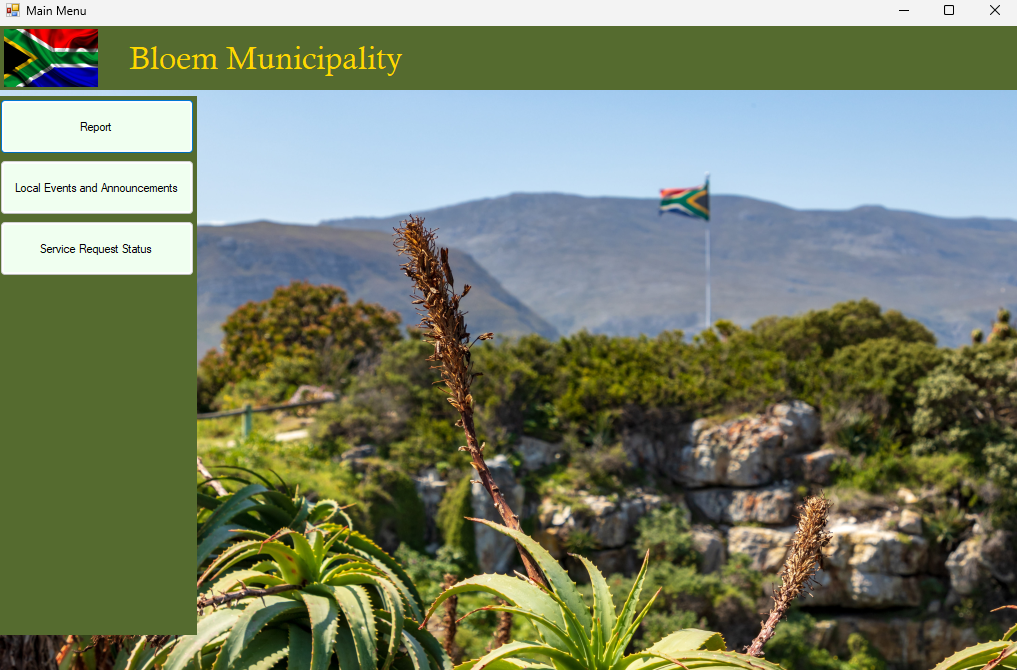 Main Menu
Bloem Municipality
Report
Local Events and Announcements
Service Request Status